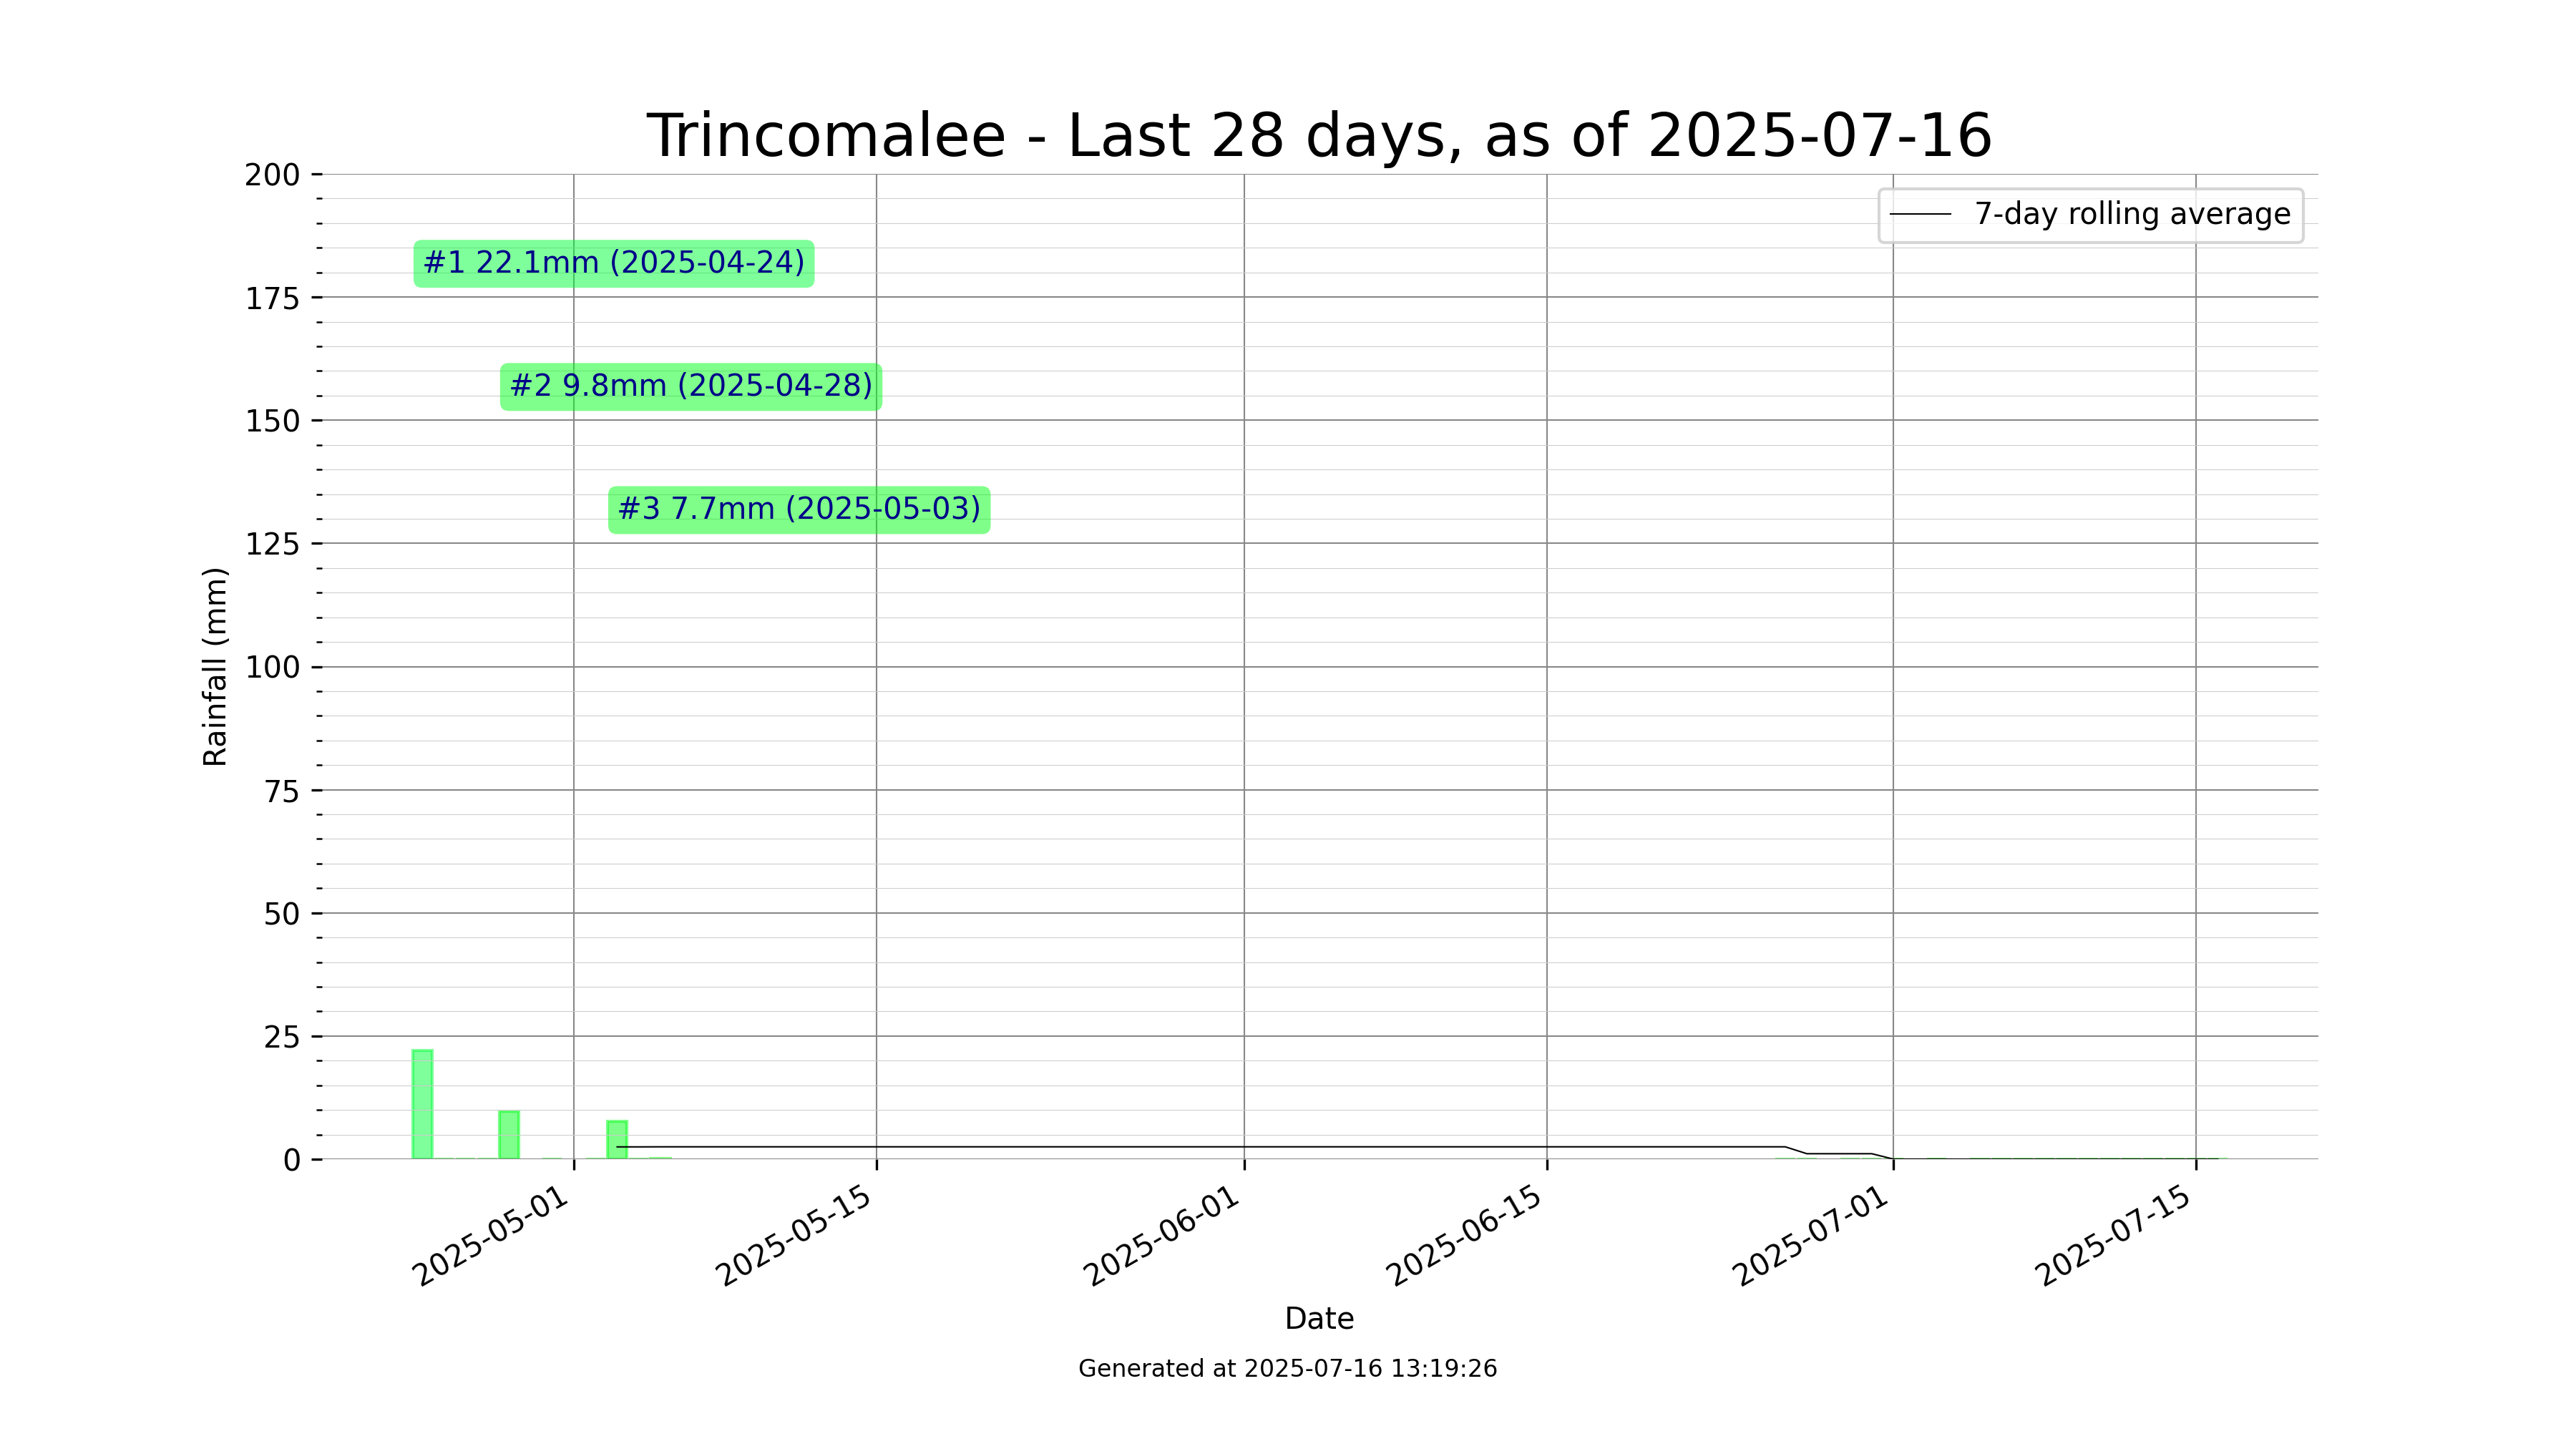 Trincomalee - Last 28 days, as of 2025-07-16
7-day rolling average
#1 22.1mm (2025-04-24)
#2 9.8mm (2025-04-28)
#3 7.7mm (2025-05-03)
Rainfall (mm)
200
175
150
125
100
75
50
25
0
2025-05-01
2025-05-15
2025-06-01
2025-06-15
2025-07-01
2025-07-15
Date
Generated at 2025-07-16 13:19:26